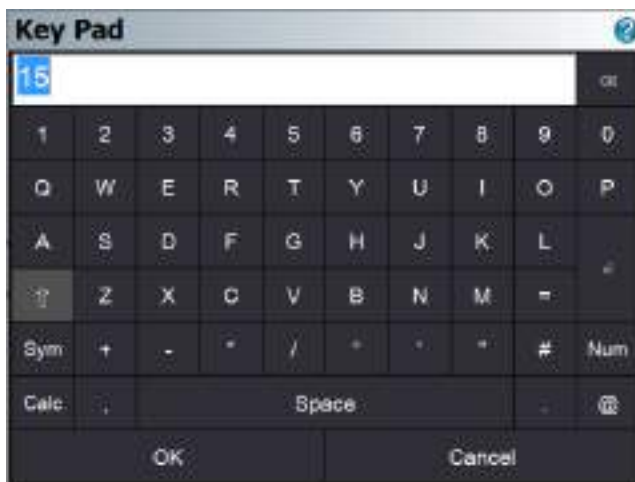 Key Pad
15
1 2 3 4 5 6 7 8 9 0
Q W E R T Y U I O P
A S D F G H J K L
Z X C V B N M =
Sym + - * / ° ' " # Num
Calc , Space . @
OK Cancel